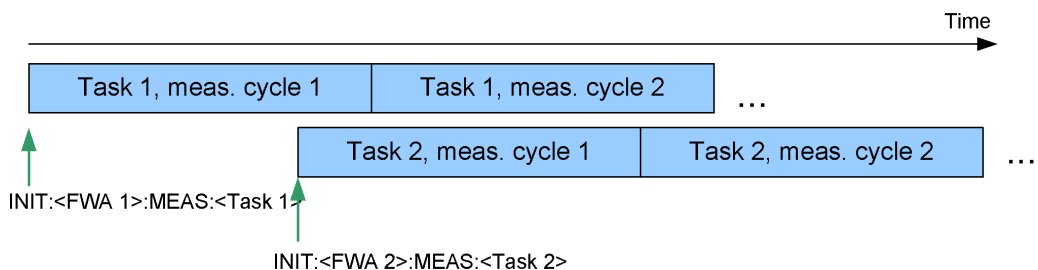 Time
Task 1, meas. cycle 1
Task 1, meas. cycle 2
...
Task 2, meas. cycle 1
Task 2, meas. cycle 2
...
INIT:<FWA 1>:MEAS:<Task 1>
INIT:<FWA 2>:MEAS:<Task 2>